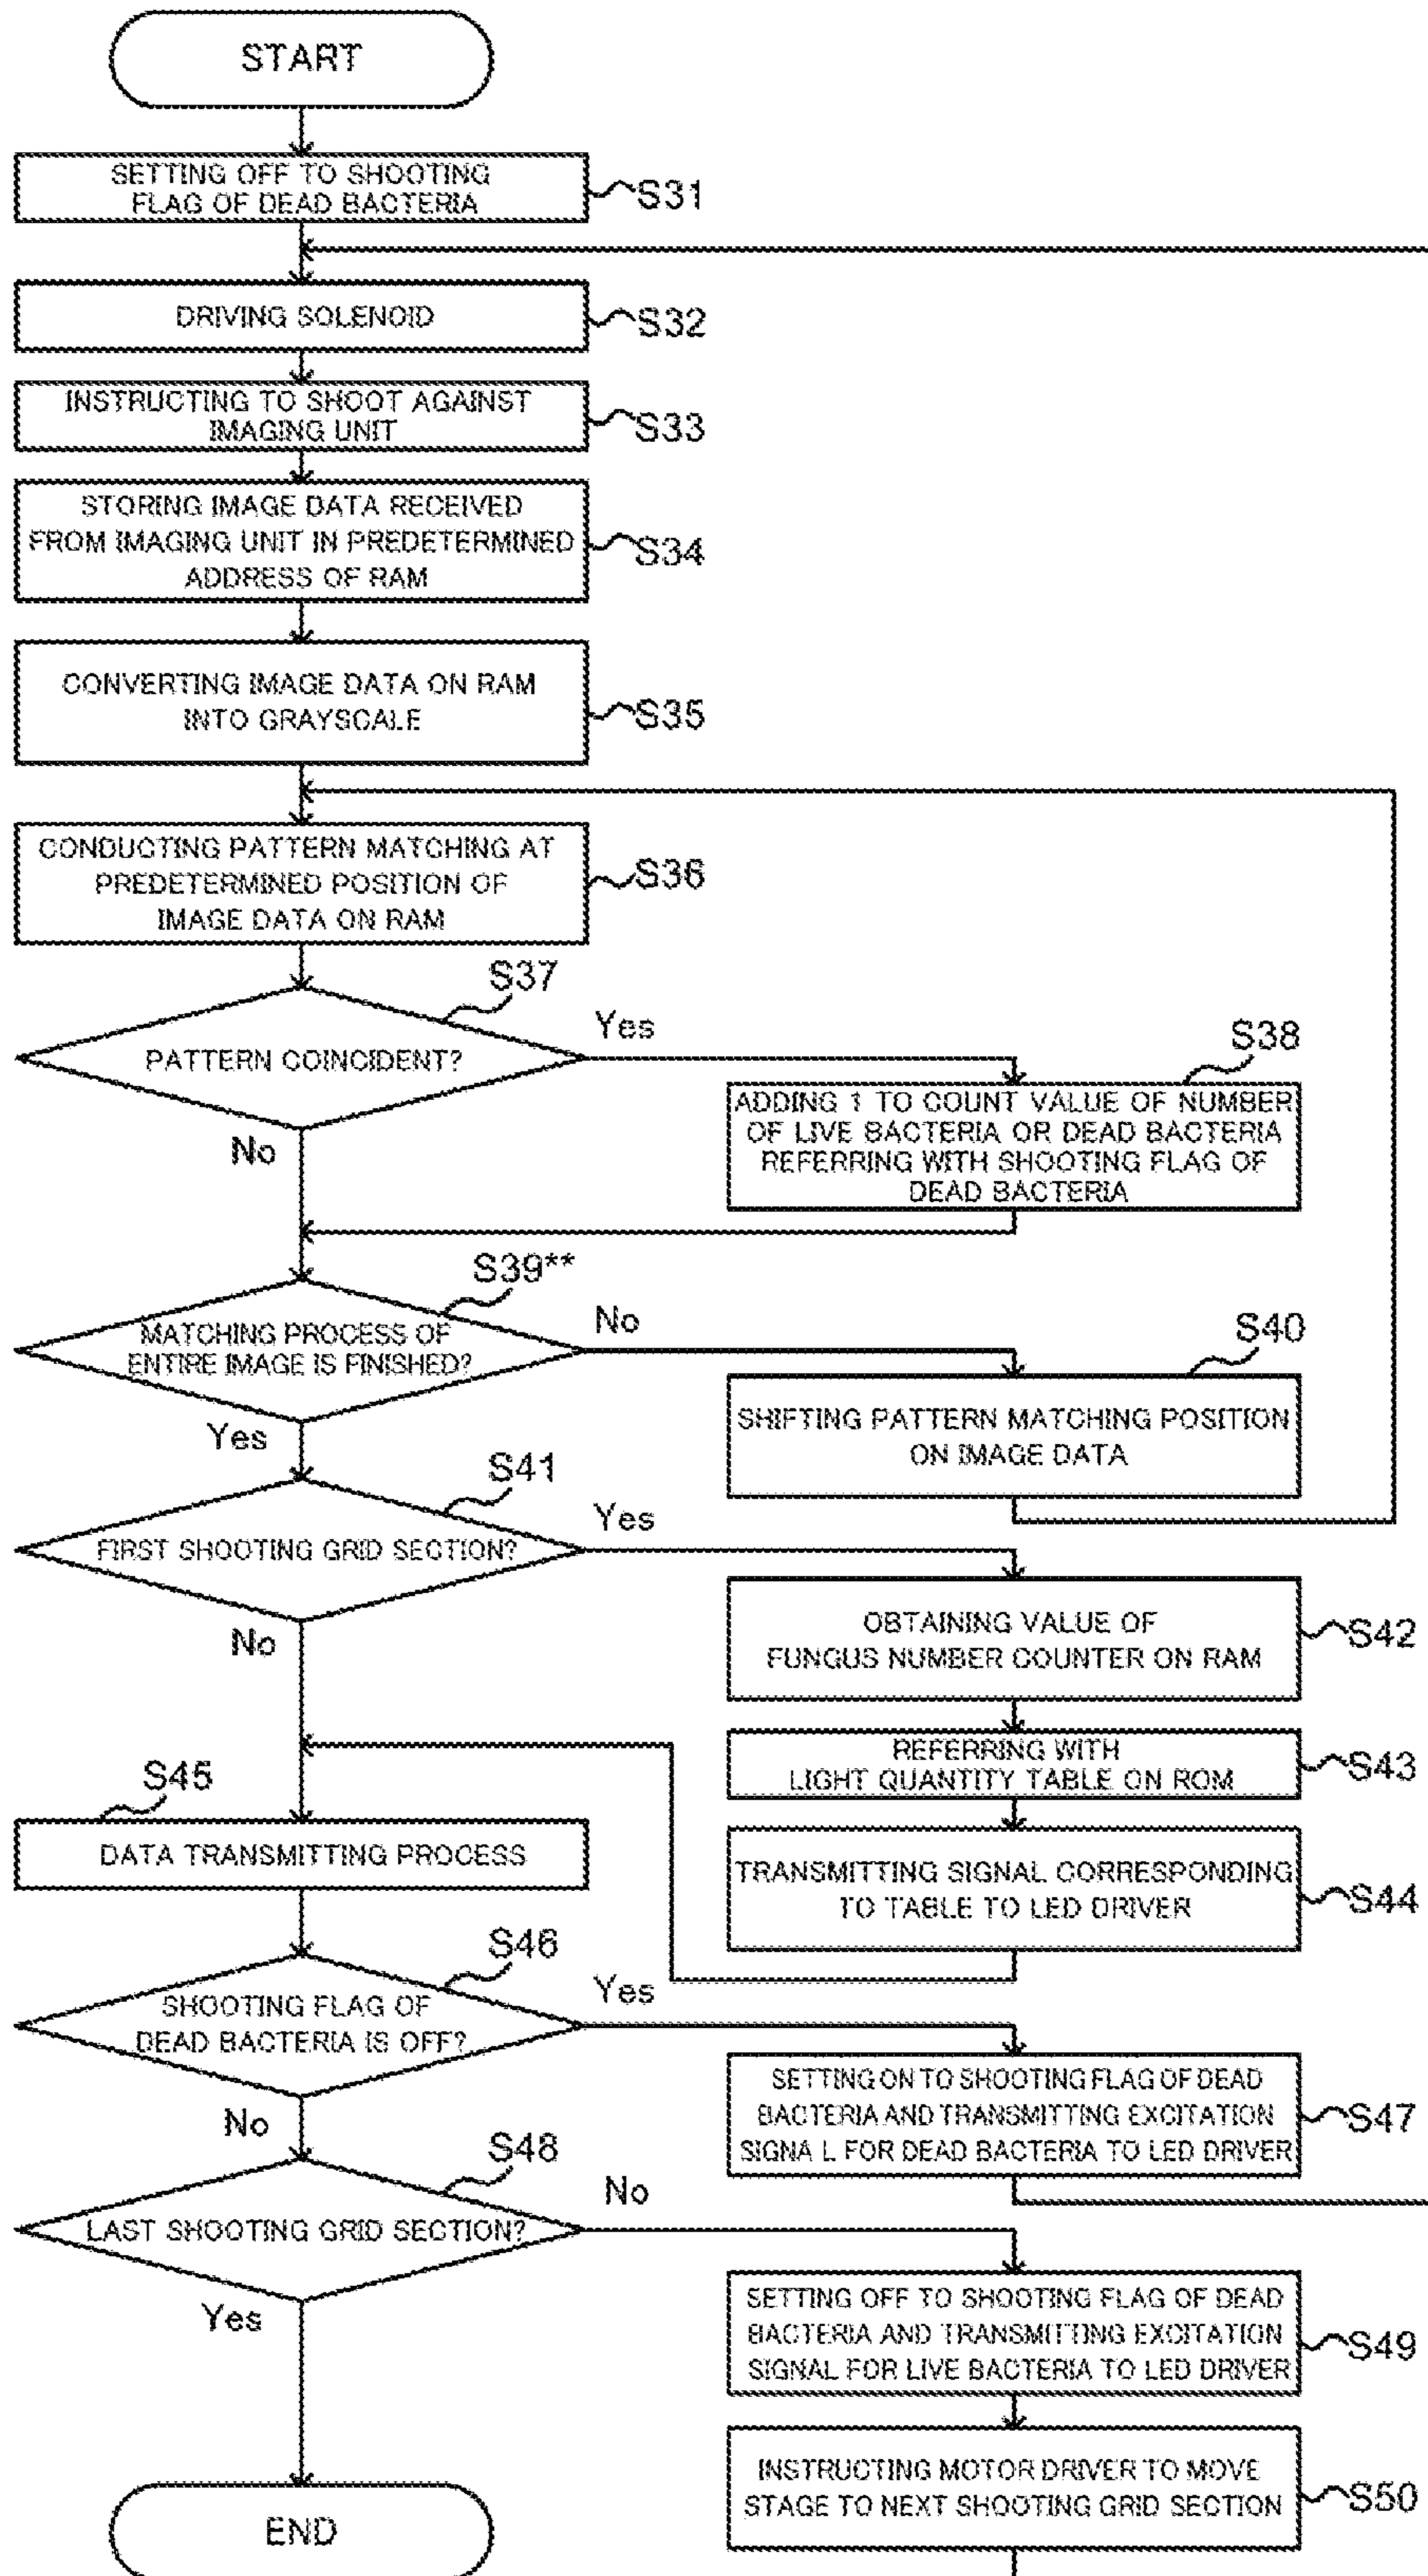 START
SETTING OFF TO SHOOTING
FLAG OF DEAD BACTERIA
S31
DRIVING SOLENOID
S32
INSTRUCTING TO SHOOT AGAINST
IMAGING UNIT
S33
STORING IMAGE DATA RECEIVED
FROM IMAGING UNIT IN PREDETERMINED
ADDRESS OF RAM
S34
CONVERTING IMAGE DATA ON RAM
INTO GRAYSCALE
S35
CONDUCTING PATTERN MATCHING AT
PREDETERMINED POSITION OF
IMAGE DATA ON RAM
S36
S37
PATTERN COINCIDENT?
Yes
No
S38
ADDING 1 TO COUNT VALUE OF NUMBER
OF LIVE BACTERIA OR DEAD BACTERIA
REFERRING WITH SHOOTING FLAG OF
DEAD BACTERIA
S39**
MATCHING PROCESS OF
ENTIRE IMAGE IS FINISHED?
No
Yes
S40
SHIFTING PATTERN MATCHING POSITION
ON IMAGE DATA
S41
FIRST SHOOTING GRID SECTION?
Yes
No
OBTAINING VALUE OF
FUNGUS NUMBER COUNTER ON RAM
S42
REFERRING WITH
LIGHT QUANTITY TABLE ON ROM
S43
TRANSMITTING SIGNAL CORRESPONDING
TO TABLE TO LED DRIVER
S44
S45
DATA TRANSMITTING PROCESS
S46
SHOOTING FLAG OF
DEAD BACTERIA IS OFF?
Yes
No
SETTING ON TO SHOOTING FLAG OF DEAD
BACTERIA AND TRANSMITTING EXCITATION
SIGNA L FOR DEAD BACTERIA TO LED DRIVER
S47
S48
LAST SHOOTING GRID SECTION?
No
Yes
SETTING OFF TO SHOOTING FLAG OF DEAD
BACTERIA AND TRANSMITTING EXCITATION
SIGNAL FOR LIVE BACTERIA TO LED DRIVER
S49
INSTRUCTING MOTOR DRIVER TO MOVE
STAGE TO NEXT SHOOTING GRID SECTION
S50
END